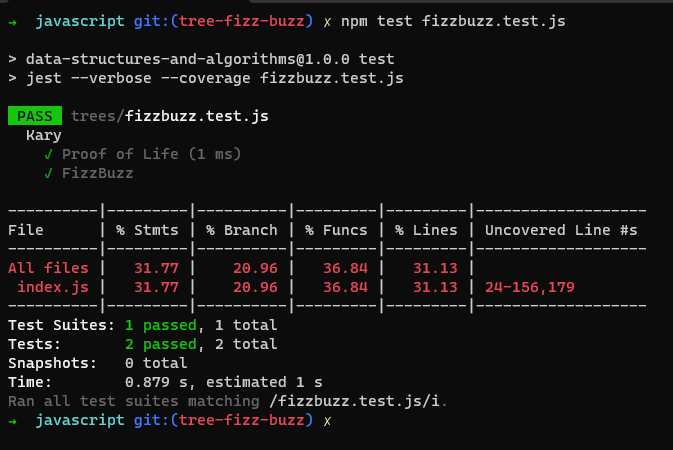 → javascript git:(tree-fizz-buzz) ✗ npm test fizzbuzz.test.js
> data-structures-and-algorithms@1.0.0 test
> jest --verbose --coverage fizzbuzz.test.js
PASS trees/fizzbuzz.test.js
Kary
✓ Proof of Life (1 ms)
✓ FizzBuzz
----------|---------|----------|---------|---------|-------------------
File      | % Stmts | % Branch | % Funcs | % Lines | Uncovered Line #s
----------|---------|----------|---------|---------|-------------------
All files |   31.77 |    20.96 |   36.84 |   31.13 |
 index.js |   31.77 |    20.96 |   36.84 |   31.13 | 24-156,179
----------|---------|----------|---------|---------|-------------------
Test Suites: 1 passed, 1 total
Tests:       2 passed, 2 total
Snapshots:   0 total
Time:        0.879 s, estimated 1 s
Ran all test suites matching /fizzbuzz.test.js/i.
→ javascript git:(tree-fizz-buzz) ✗